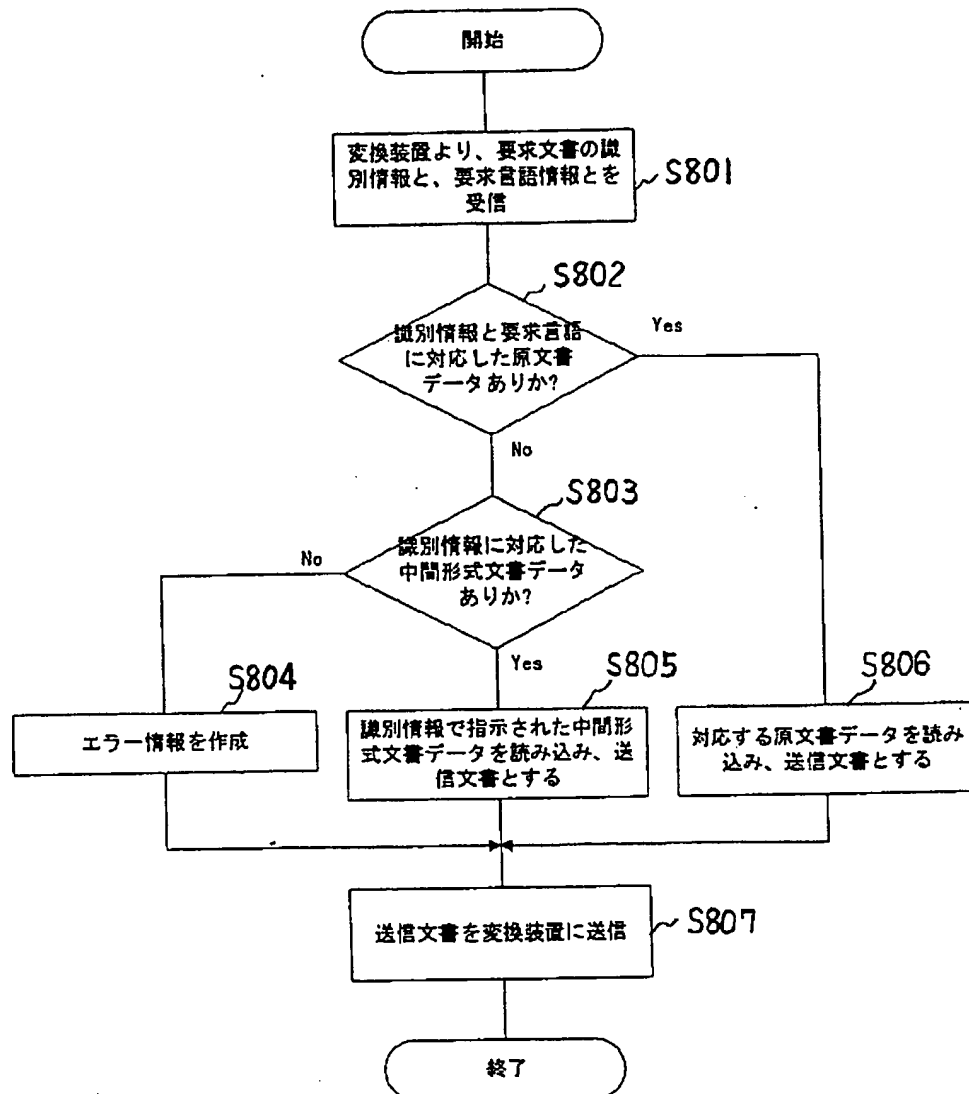 開始
変換装置より、要求文書の識
別情報と、要求言語情報とを
受信
S801
S802
識別情報と要求言語
に対応した原文書
データありか?
Yes
No
S803
識別情報に対応した
中間形式文書データ
ありか?
No
Yes
S804
エラー情報を作成
S805
識別情報で指示された中間形
式文書データを読み込み、送
信文書とする
S806
対応する原文書データを読み
込み、送信文書とする
送信文書を変換装置に送信
S807
終了